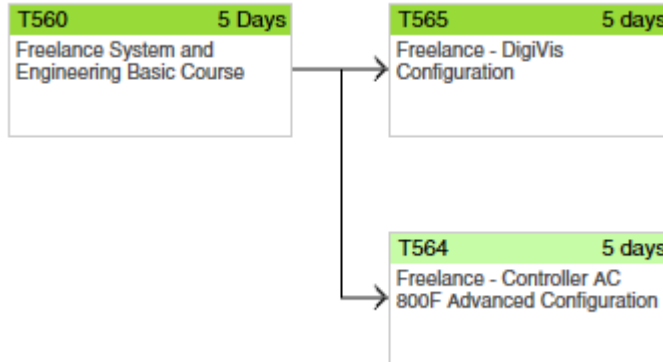 T560 5 Days
Freelance System and
Engineering Basic Course
T565 5 days
Freelance - DigiVis
Configuration
T564 5 days
Freelance - Controller AC
800F Advanced Configuration